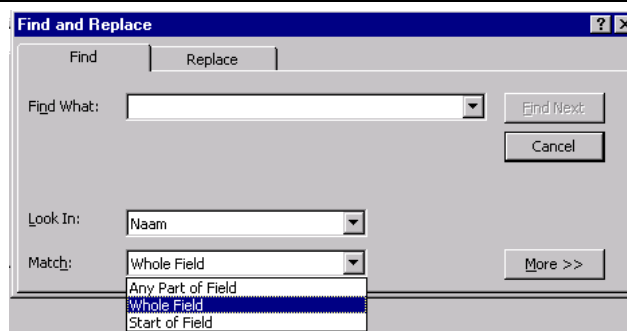 Find and Replace
Find Replace
Find What: Find Next
Cancel
Look In: Naam
Match: Whole Field More >>
Any Part of Field
Whole Field
Start of Field